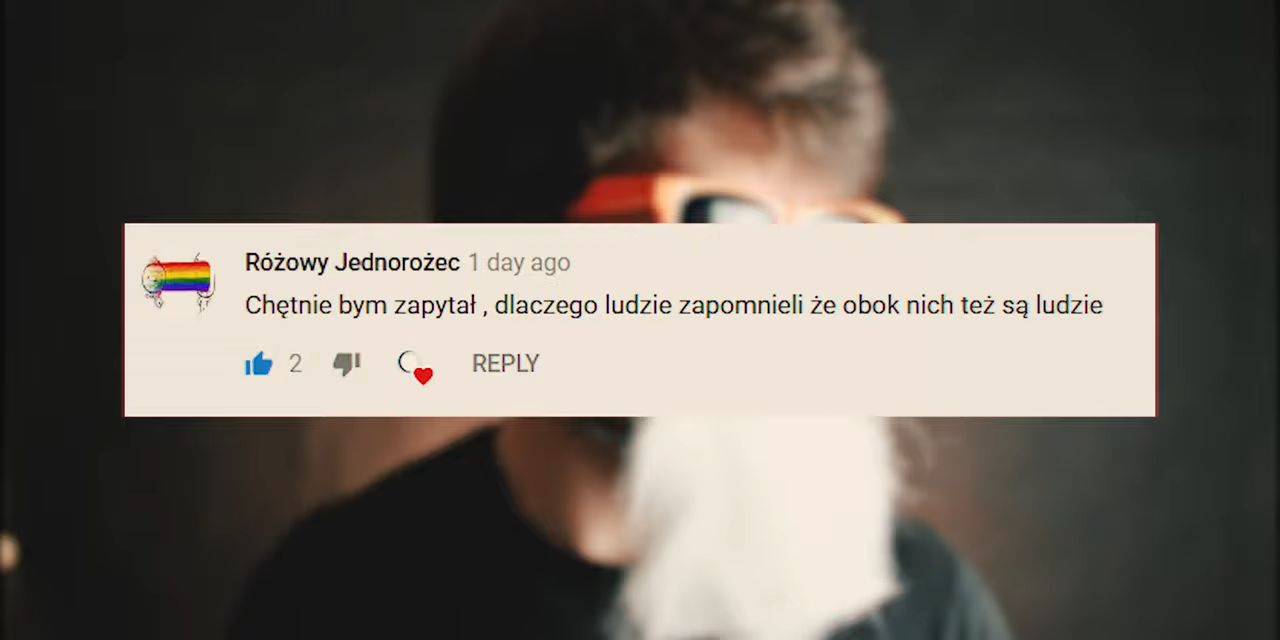 Różowy Jednorożec 1 day ago
Chętnie bym zapytał , dlaczego ludzie zapomnieli że obok nich też są ludzie
2 REPLY